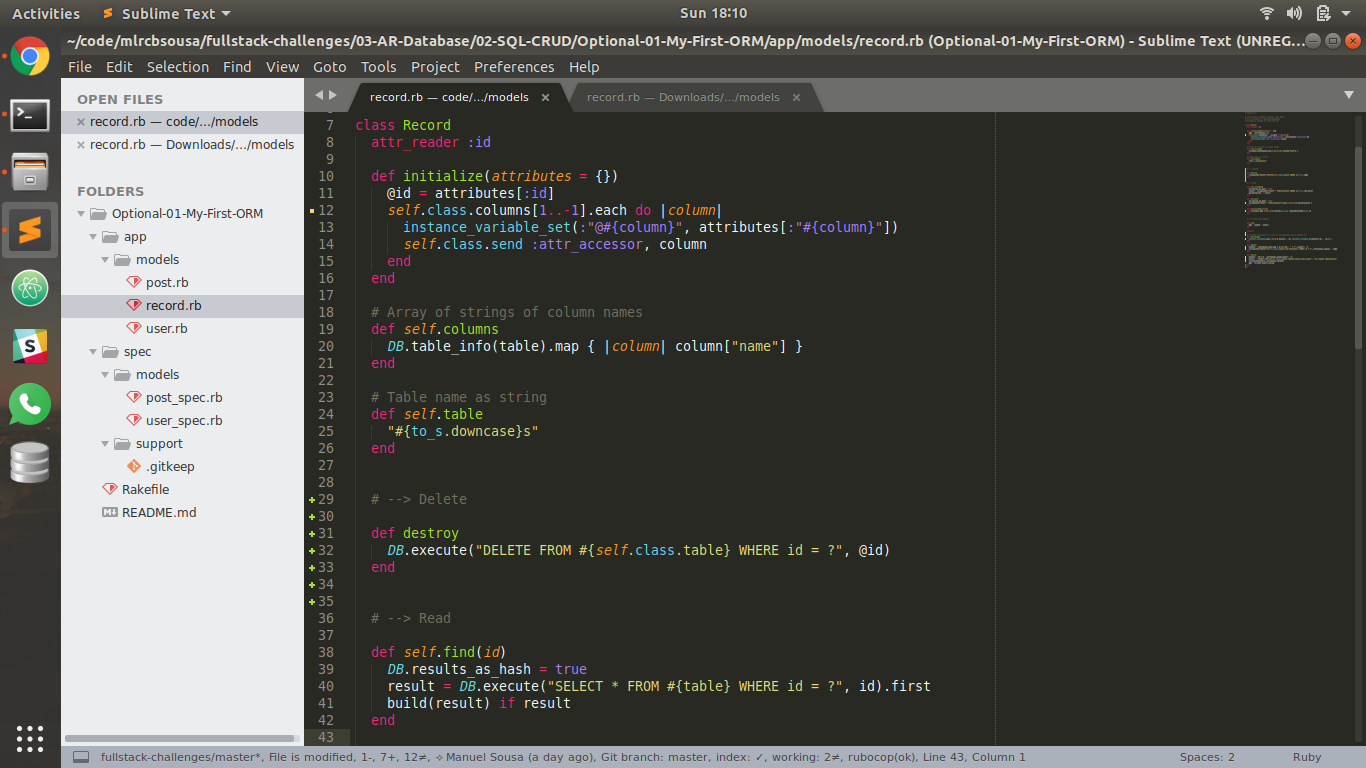 Activities
Sublime Text
Sun 18:10
~/code/mlrcbsousa/fullstack-challenges/03-AR-Database/02-SQL-CRUD/Optional-01-My-First-ORM/app/models/record.rb (Optional-01-My-First-ORM) - Sublime Text (UNREG...
File Edit Selection Find View Goto Tools Project Preferences Help
OPEN FILES
record.rb — code/.../models
record.rb — Downloads/.../models
FOLDERS
Optional-01-My-First-ORM
app
models
post.rb
record.rb
user.rb
spec
models
post_spec.rb
user_spec.rb
support
.gitkeep
Rakefile
README.md
record.rb — code/.../models
record.rb — Downloads/.../models
7 class Record
8 attr_reader :id
9
10 def initialize(attributes = {})
11 @id = attributes[:id]
12 self.class.columns[1..-1].each do |column|
13 instance_variable_set(:"@#{column}", attributes[:"#{column}"])
14 self.class.send :attr_accessor, column
15 end
16 end
17
18 # Array of strings of column names
19 def self.columns
20 DB.table_info(table).map { |column| column["name"] }
21 end
22
23 # Table name as string
24 def self.table
25 "#{to_s.downcase}s"
26 end
27
28
29 # --> Delete
30
31 def destroy
32 DB.execute("DELETE FROM #{self.class.table} WHERE id = ?", @id)
33 end
34
35
36 # --> Read
37
38 def self.find(id)
39 DB.results_as_hash = true
40 result = DB.execute("SELECT * FROM #{table} WHERE id = ?", id).first
41 build(result) if result
42 end
43
fullstack-challenges/master*, File is modified, 1-, 7+, 12≠, ✧Manuel Sousa (a day ago), Git branch: master, index: ✓, working: 2≠, rubocop(ok), Line 43, Column 1
Spaces: 2
Ruby